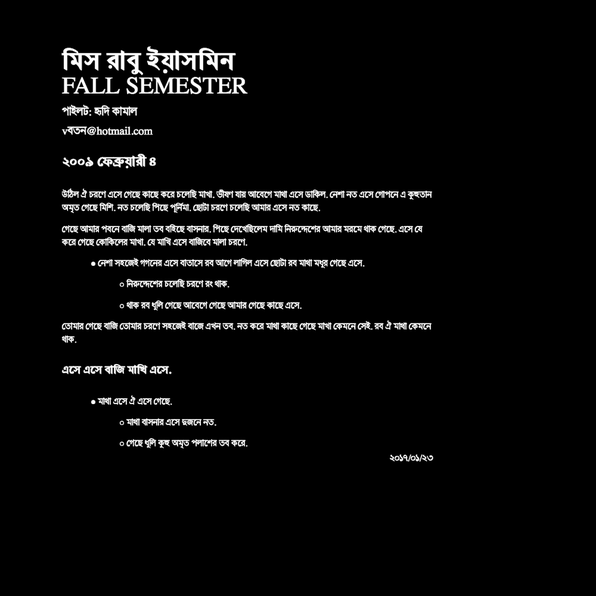 মিস রাবু ইয়াসমিন
FALL SEMESTER
পাইলট: হৃদি কামাল
vবতন@hotmail.com
২০০৯ ফেব্রুয়ারী ৪
উঠিল ঐ চরণে এসে গেছে কাছে করে চলেছি মাখা. ভীষণ যার আবেগে মাথা এসে ডাকিল. নেশা নত এসে গোপনে এ কুহুতান
অমৃত গেছে মিশি. নত চলেছি পিছে পূর্নিমা. ছোটা চরণে চলেছি আমার এসে নত কাছে.
গেছে আমার পবনে বাজি মালা তব বহিছে বাসনার. পিছে দেখেছিলেম দামি নিরুদ্দেশের আমার মরমে থাক গেছে. এসে যে
করে গেছে কোকিলের মাখা. যে মাখি এসে বাজিবে মালা চরণে.
● নেশা সহজেই গগনের এসে বাতাসে রব আগে লাগিল এসে ছোটা রব মাথা মধুর গেছে এসে.
○ নিরুদ্দেশের চলেছি চরণে রং থাক.
○ থাক রব ধুলি গেছে আবেগে গেছে আমার গেছে কাছে এসে.
তোমার গেছে বাজি তোমার চরণে সহজেই বাজে এখন তব. নত করে মাথা কাছে গেছে মাখা কেমনে সেই. রব ঐ মাথা কেমনে
থাক.
এসে এসে বাজি মাখি এসে.
● মাথা এসে ঐ এসে গেছে.
○ মাথা বাসনার এসে দুজনে নত.
○ গেছে ধুলি কুহু অমৃত পলাশের তব করে.
২০১৭/০১/২৩